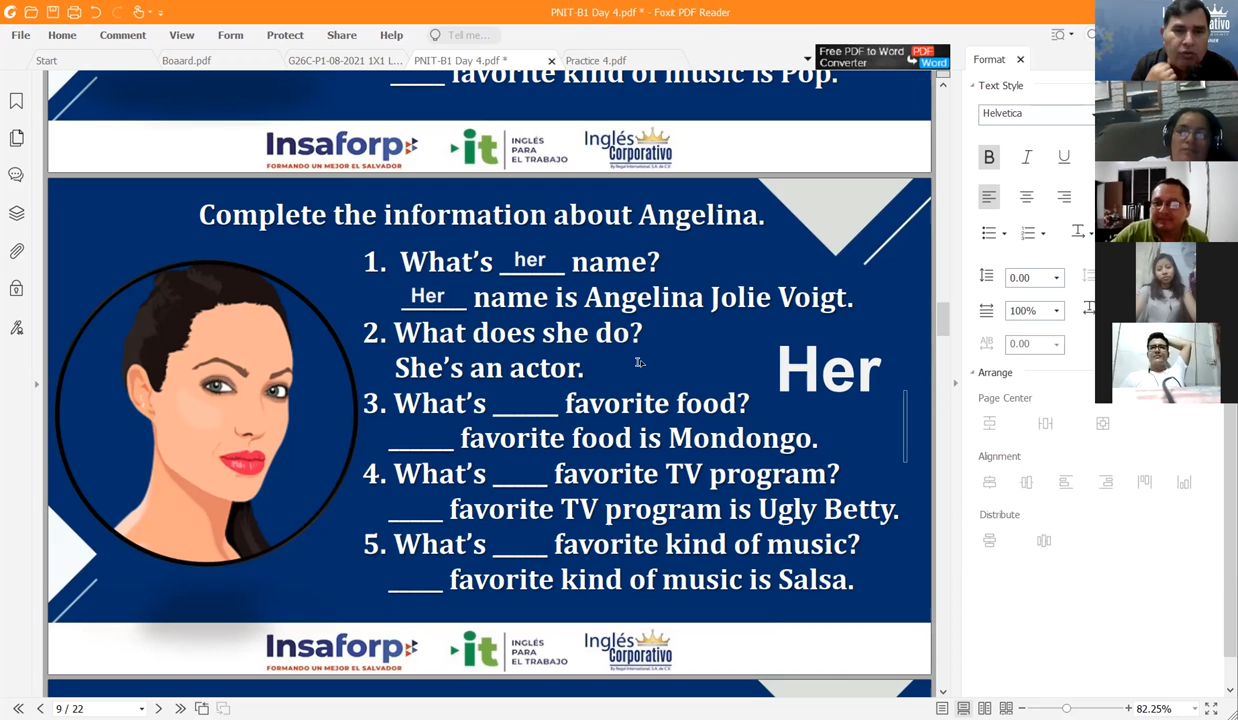 PNIT-B1 Day 4.pdf * - Foxit PDF Reader
File Home Comment View Form Protect Share Help Tell me...
Start Boaard.pdf G26C-P1-08-2021 1X1 L... PNIT-B1 Day 4.pdf * Practice 4.pdf
Free PDF to Word PDF
Converter Word
____ favorite kind of music is Pop.
Insaforp
FORMANDO UN MEJOR EL SALVADOR
it INGLÉS PARA EL TRABAJO
Inglés Corporativo
Complete the information about Angelina.
1. What's her name?
Her name is Angelina Jolie Voigt.
2. What does she do?
She's an actor.
Her
3. What's _____ favorite food?
_____ favorite food is Mondongo.
4. What's ____ favorite TV program?
____ favorite TV program is Ugly Betty.
5. What's ____ favorite kind of music?
____ favorite kind of music is Salsa.
Insaforp
FORMANDO UN MEJOR EL SALVADOR
it INGLÉS PARA EL TRABAJO
Inglés Corporativo
Format
Text Style
Helvetica
B I U
0.00
100%
0.00
Arrange
Page Center
Alignment
Distribute
9 / 22
82.25%